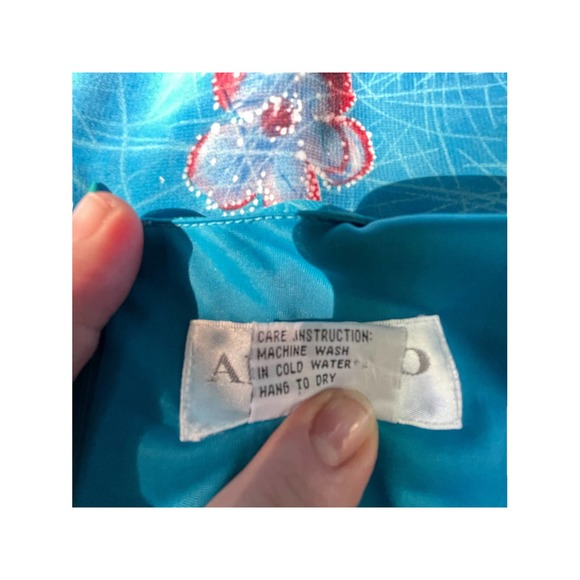 CARE INSTRUCTION:
MACHINE WASH
IN COLD WATER
HANG TO DRY